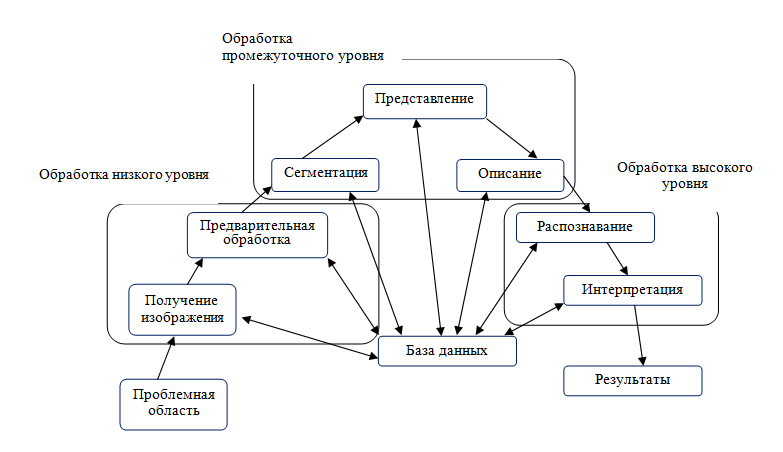 Обработка
промежуточного уровня
Представление
Сегментация
Описание
Обработка низкого уровня
Обработка высокого
уровня
Предварительная
обработка
Распознавание
Получение
изображения
Интерпретация
База данных
Проблемная
область
Результаты